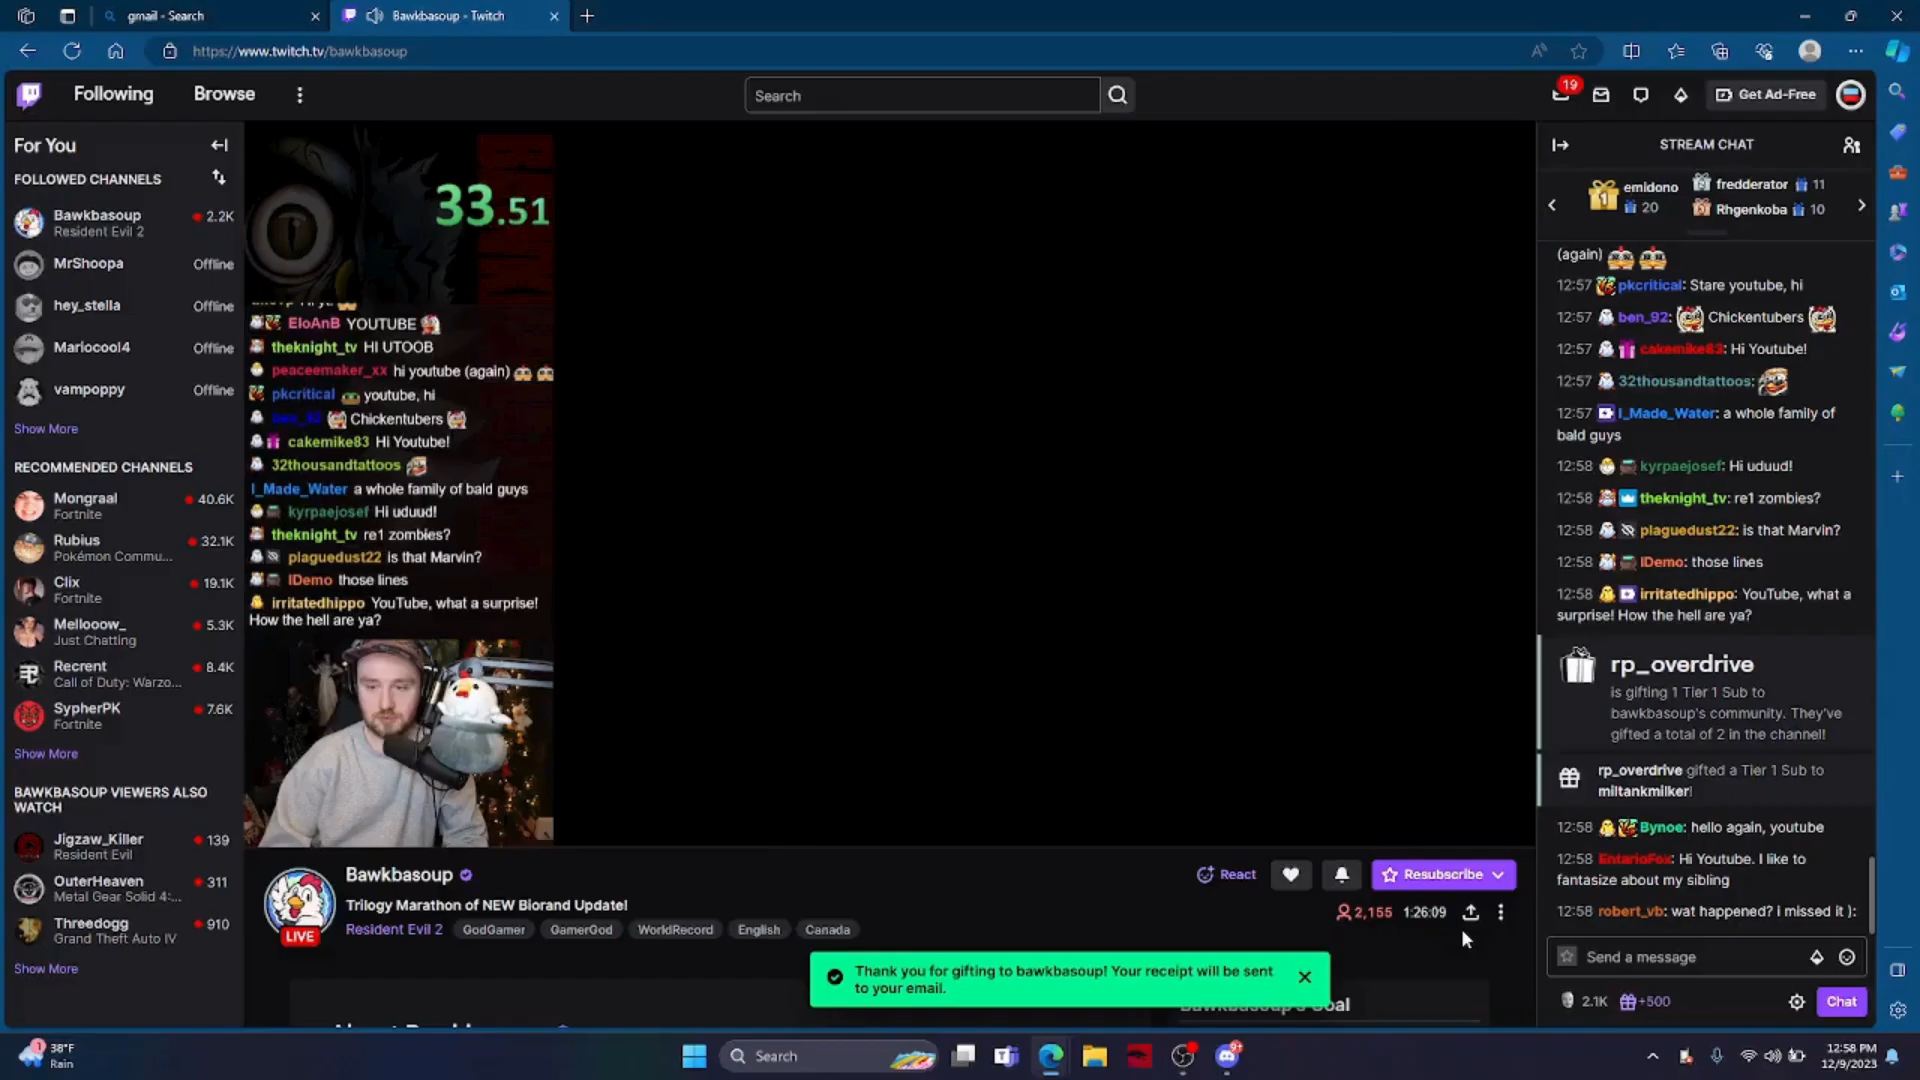 gmail - Search
Bawkbasoup - Twitch
https://www.twitch.tv/bawkbasoup
Following
Browse
Search
19
Get Ad-Free
For You
FOLLOWED CHANNELS
Bawkbasoup
2.2K
Resident Evil 2
MrShoopa
Offline
hey_stella
Offline
Mariocool4
Offline
vampoppy
Offline
Show More
RECOMMENDED CHANNELS
Mongraal
40.6K
Fortnite
Rubius
32.1K
Pokémon Commu...
Clix
19.1K
Fortnite
Mellooow_
5.3K
Just Chatting
Recrent
8.4K
Call of Duty: Warzo...
SypherPK
7.6K
Fortnite
Show More
BAWKBASOUP VIEWERS ALSO
WATCH
Jigzaw_Killer
139
Resident Evil
OuterHeaven
311
Metal Gear Solid 4:...
Threedogg
910
Grand Theft Auto IV
Show More
33.51
EloAnB YOUTUBE
theknight_tv HI UTOOB
peaceemaker_xx hi youtube (again)
pkcritical youtube, hi
ben_92 Chickentubers
cakemike83 Hi Youtube!
32thousandtattoos
I_Made_Water a whole family of bald guys
kyrpaejosef Hi uduud!
theknight_tv re1 zombies?
plaguedust22 is that Marvin?
IDemo those lines
irritatedhippo YouTube, what a surprise!
How the hell are ya?
Bawkbasoup
LIVE
Trilogy Marathon of NEW Biorand Update!
Resident Evil 2
GodGamer
GamerGod
WorldRecord
English
Canada
React
Resubscribe
2,155
1:26:09
Thank you for gifting to bawkbasoup! Your receipt will be sent
to your email.
STREAM CHAT
emidono
20
1
fredderator
11
Rhgenkoba
10
(again)
12:57 pkcritical: Stare youtube, hi
12:57 ben_92: Chickentubers
12:57 cakemike83: Hi Youtube!
12:57 32thousandtattoos:
12:57 I_Made_Water: a whole family of
bald guys
12:58 kyrpaejosef: Hi uduud!
12:58 theknight_tv: re1 zombies?
12:58 plaguedust22: is that Marvin?
12:58 IDemo: those lines
12:58 irritatedhippo: YouTube, what a
surprise! How the hell are ya?
rp_overdrive
is gifting 1 Tier 1 Sub to
bawkbasoup's community. They've
gifted a total of 2 in the channel!
rp_overdrive gifted a Tier 1 Sub to
miltankmilker!
12:58 Bynoe: hello again, youtube
12:58 EntarioFox: Hi Youtube. I like to
fantasize about my sibling
12:58 robert_vb: wat happened? i missed it ):
Send a message
2.1K
+500
Chat
1
38°F
Rain
Search
9+
12:58 PM
12/9/2023